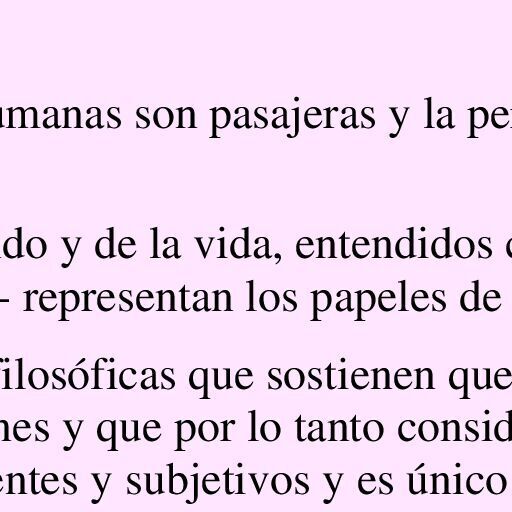 umanas son pasajeras y la pe
do y de la vida, entendidos
- representan los papeles de
filosóficas que sostienen que
nes y que por lo tanto consid
entes y subjetivos y es único